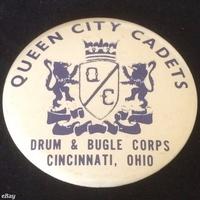 QUEEN CITY CADETS
Q
C
DRUM & BUGLE CORPS
CINCINNATI, OHIO
eBay